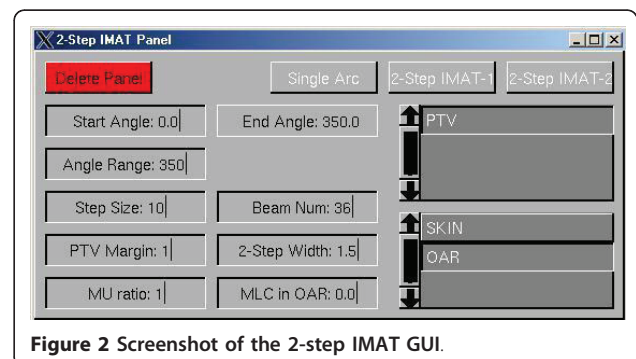 2-Step IMAT Panel
Delete Panel
Single Arc
2-Step IMAT-1
2-Step IMAT-2
Start Angle: 0.0
End Angle: 350.0
Angle Range: 350
Step Size: 10
Beam Num: 36
PTV Margin: 1
2-Step Width: 1.5
MU ratio: 1
MLC in OAR: 0.0
PTV
SKIN
OAR
Figure 2 Screenshot of the 2-step IMAT GUI.